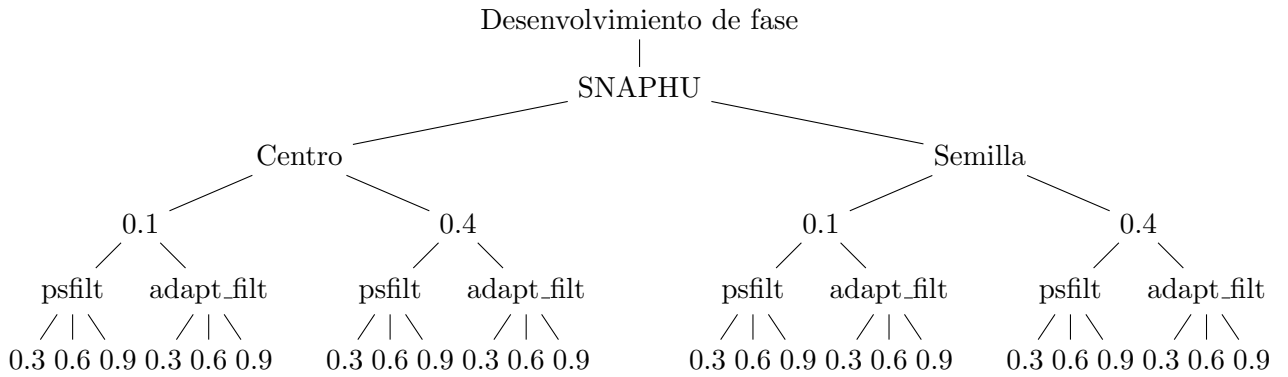 Desenvolvimiento de fase
SNAPHU
Centro Semilla
0.1 0.4 0.1 0.4
psfilt adapt_filt psfilt adapt_filt psfilt adapt_filt psfilt adapt_filt
0.3 0.6 0.9 0.3 0.6 0.9 0.3 0.6 0.9 0.3 0.6 0.9 0.3 0.6 0.9 0.3 0.6 0.9 0.3 0.6 0.9 0.3 0.6 0.9